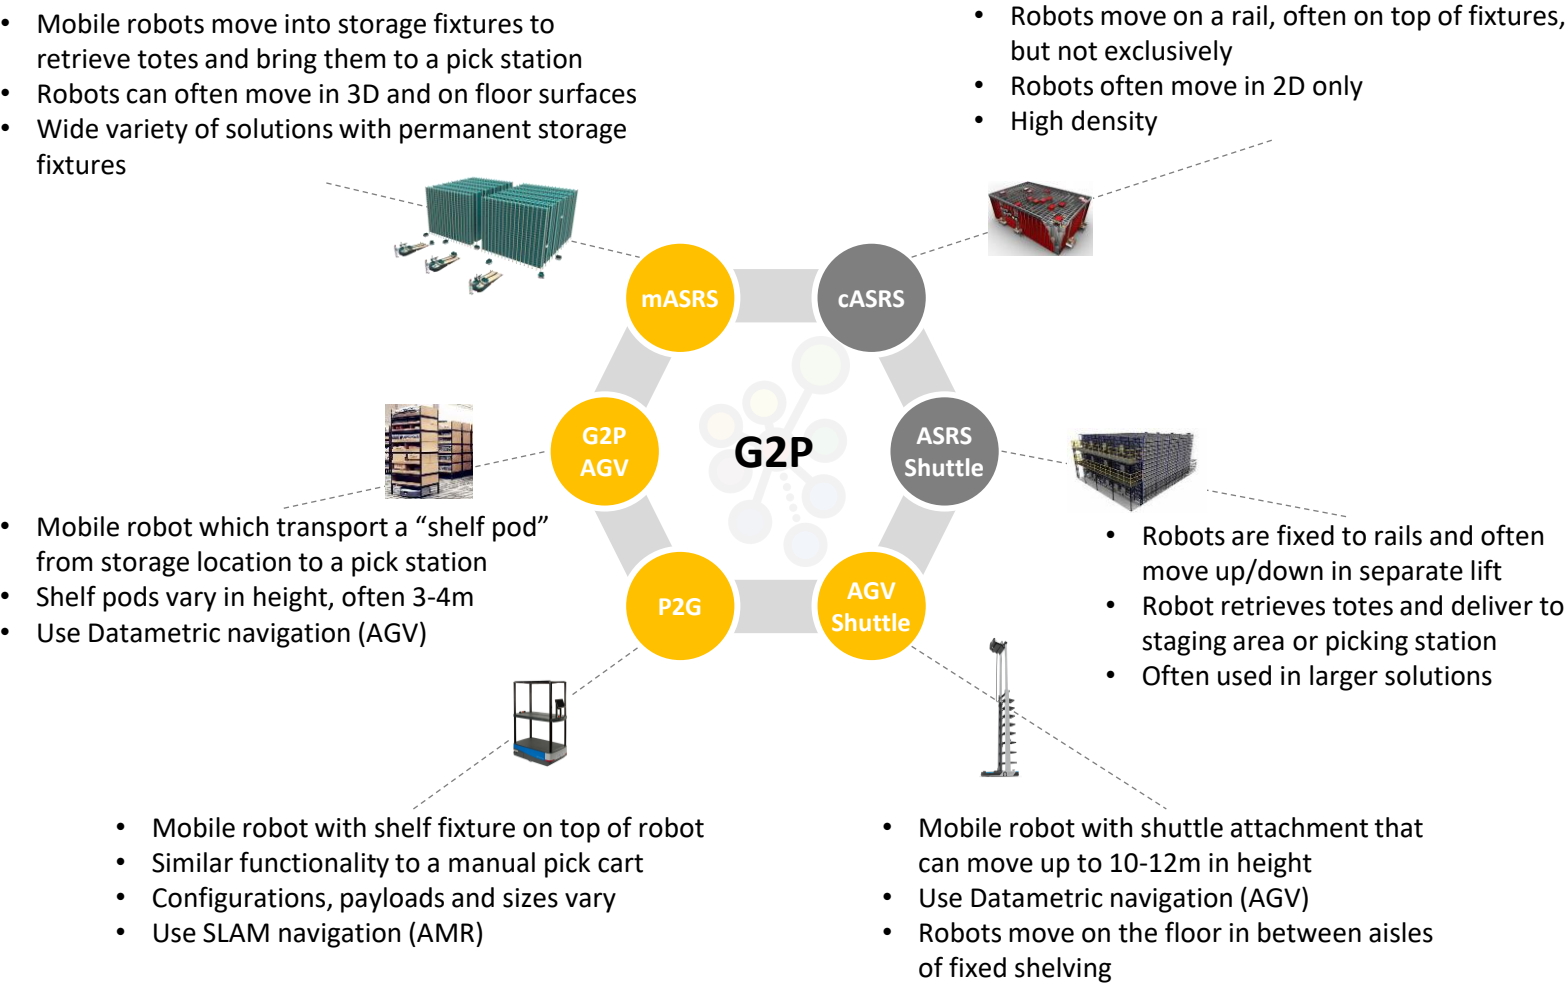 • Mobile robots move into storage fixtures to
retrieve totes and bring them to a pick station
• Robots can often move in 3D and on floor surfaces
• Wide variety of solutions with permanent storage
fixtures
• Robots move on a rail, often on top of fixtures,
but not exclusively
• Robots often move in 2D only
• High density
mASRS
cASRS
G2P
AGV
G2P
ASRS
Shuttle
• Mobile robot which transport a “shelf pod”
from storage location to a pick station
• Shelf pods vary in height, often 3-4m
• Use Datametric navigation (AGV)
• Robots are fixed to rails and often
move up/down in separate lift
• Robot retrieves totes and deliver to
staging area or picking station
• Often used in larger solutions
P2G
AGV
Shuttle
• Mobile robot with shelf fixture on top of robot
• Similar functionality to a manual pick cart
• Configurations, payloads and sizes vary
• Use SLAM navigation (AMR)
• Mobile robot with shuttle attachment that
can move up to 10-12m in height
• Use Datametric navigation (AGV)
• Robots move on the floor in between aisles
of fixed shelving